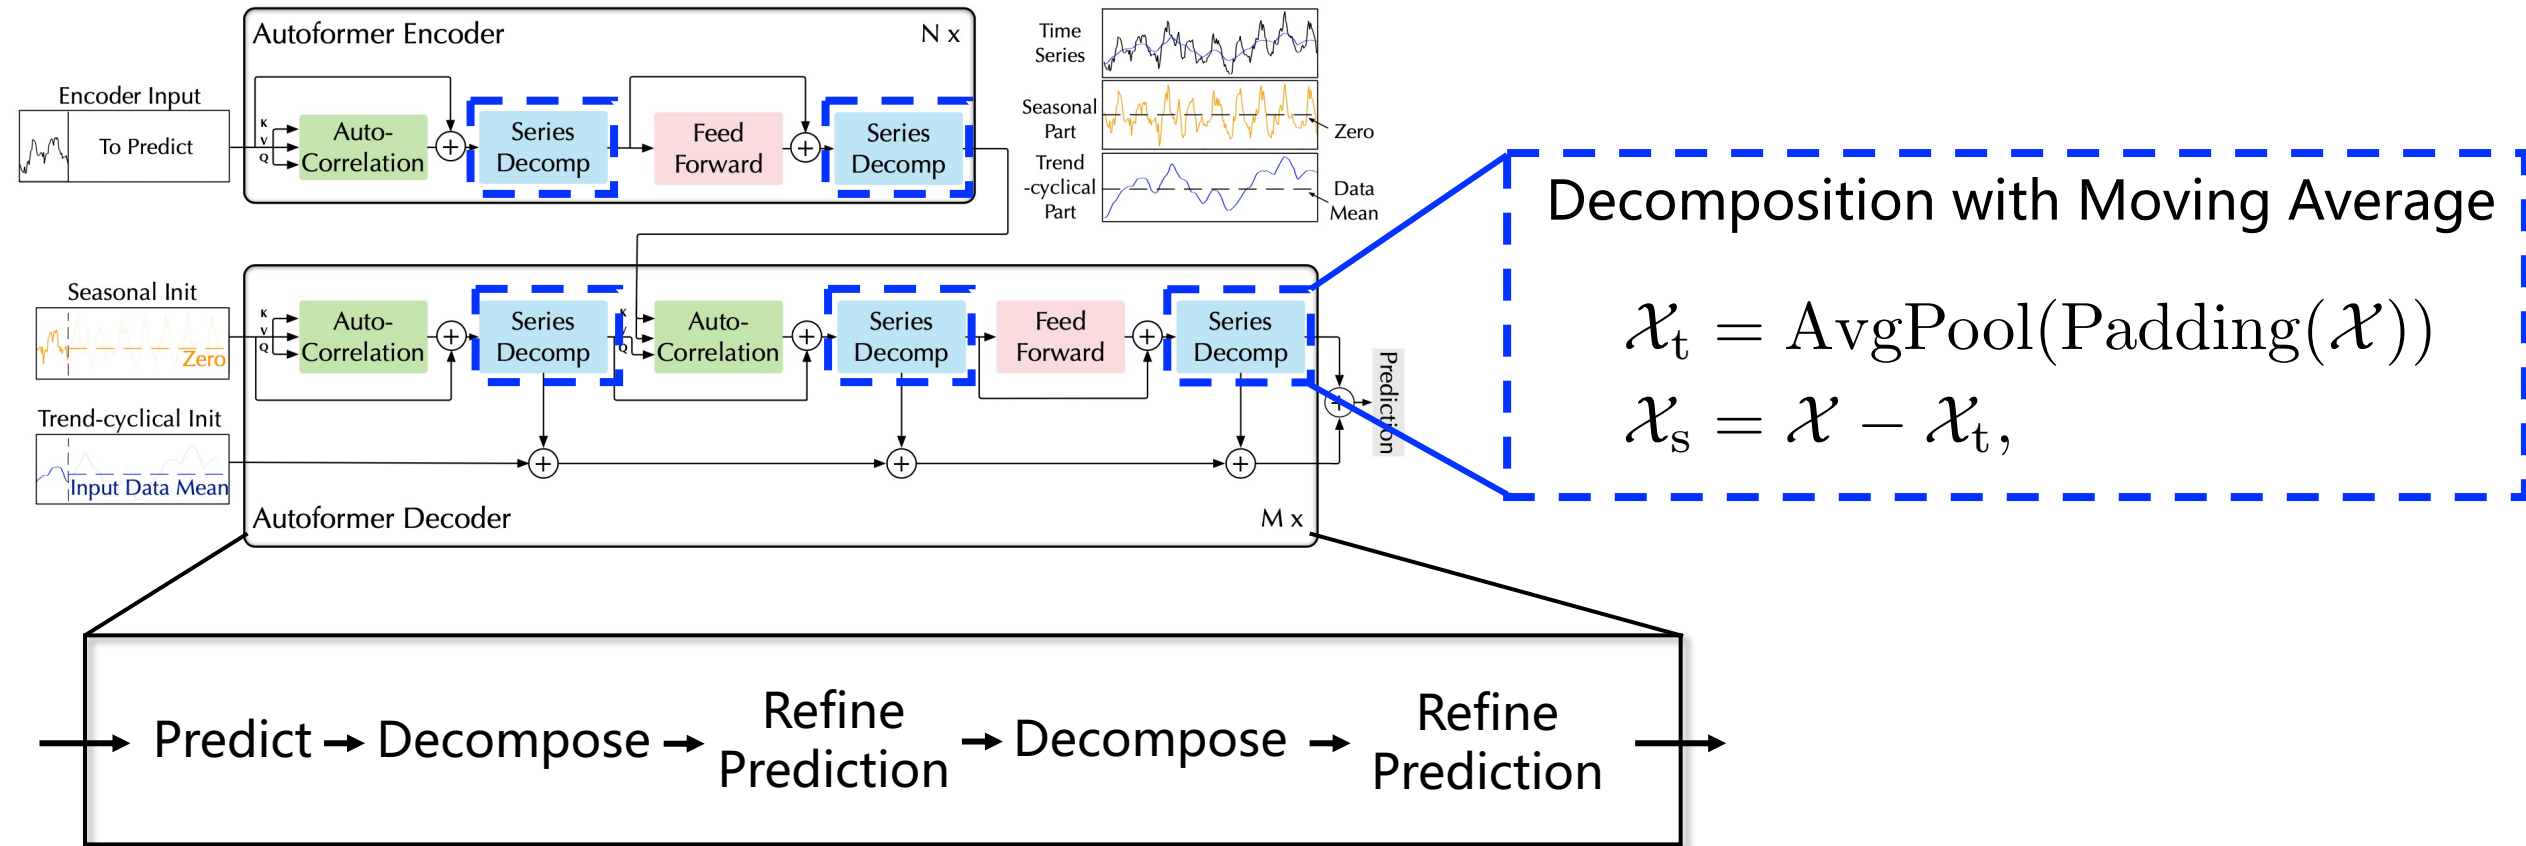 Autoformer Encoder
N x
Encoder Input
To Predict
K
V
Q
Auto-
Correlation
+
Series
Decomp
Feed
Forward
+
Series
Decomp
Time
Series
Seasonal
Part
Zero
Trend
-cyclical
Part
Data
Mean
Seasonal Init
Zero
K
V
Q
Auto-
Correlation
+
Series
Decomp
K
V
Q
Auto-
Correlation
+
Series
Decomp
Feed
Forward
+
Series
Decomp
+
Prediction
Trend-cyclical Init
Input Data Mean
+
+
+
Autoformer Decoder
M x
Decomposition with Moving Average
𝒳t = AvgPool(Padding(𝒳))
𝒳s = 𝒳 − 𝒳t,
Predict
Decompose
Refine
Prediction
Decompose
Refine
Prediction